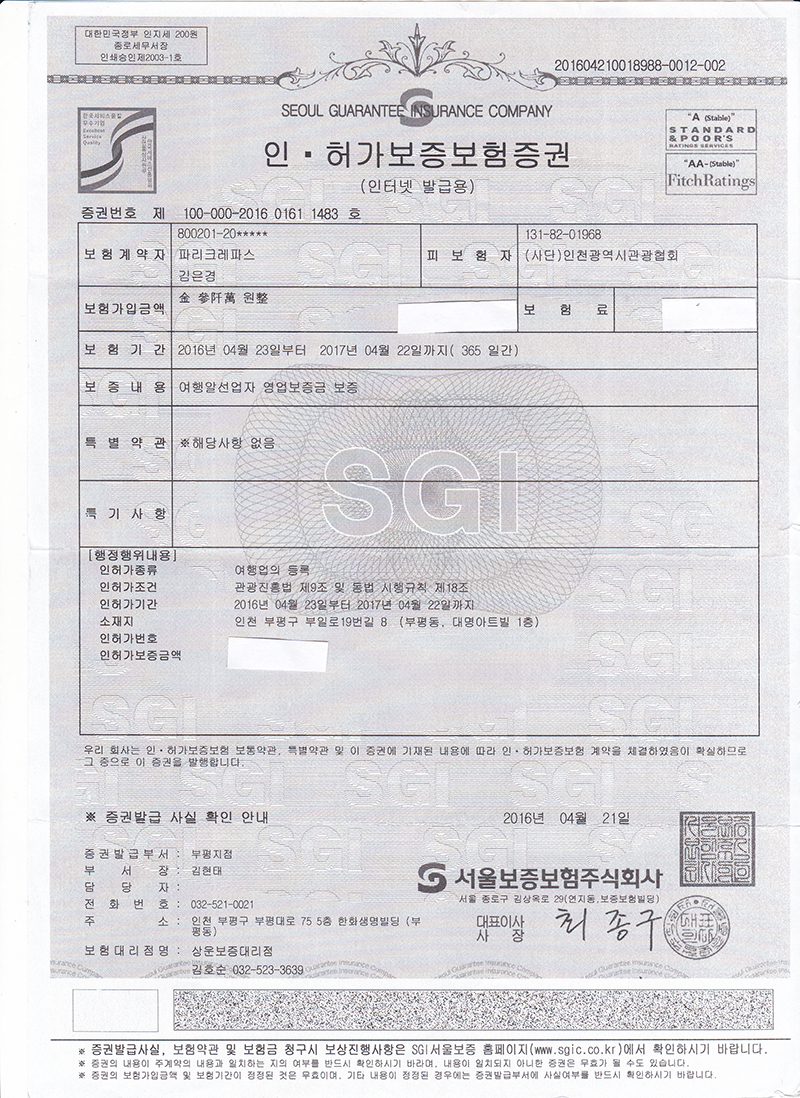 대한민국정부 인지세 200원
종로세무서장
인쇄승인제2003-1호
201604210018988-0012-002
SEOUL GUARANTEE INSURANCE COMPANY
한국서비스품질
우수기업
Excellent
Service
Quality
"A (Stable)"
STANDARD
&POOR'S
RATINGS SERVICES
"AA-(Stable)"
FitchRatings
인·허가보증보험증권
(인터넷 발급용)
증권번호 제 100-000-2016 0161 1483 호
보험계약자
800201-20*****
파리크레파스
김은경
피보험자
131-82-01968
(사단)인천광역시관광협회
보험가입금액
金 參阡萬 원整
보험료
보험기간
2016년 04월 23일부터 2017년 04월 22일까지( 365 일간)
보증내용
여행알선업자 영업보증금 보증
특별약관
※해당사항 없음
특기사항
SGI
[행정행위내용]
인허가종류 여행업의 등록
인허가조건 관광진흥법 제9조 및 동법 시행규칙 제18조
인허가기간 2016년 04월 23일부터 2017년 04월 22일까지
소재지 인천 부평구 부일로19번길 8 (부평동, 대명아트빌 1층)
인허가번호
인허가보증금액
우리 회사는 인·허가보증보험 보통약관, 특별약관 및 이 증권에 기재된 내용에 따라 인·허가보증보험 계약을 체결하였음이 확실하므로
그 증으로 이 증권을 발행합니다.
※ 증권발급 사실 확인 안내
2016년 04월 21일
증권발급부서 : 부평지점
부서장 : 김현태
담당자 :
전화번호 : 032-521-0021
주소 : 인천 부평구 부평대로 75 5층 한화생명빌딩 (부
평동)
보험대리점명 : 상운보증대리점
김호순 032-523-3639
서울보증보험주식회사
서울 종로구 김상옥로 29(연지동,보증보험빌딩)
대표이사
사장
최종구
※ 증권발급사실, 보험약관 및 보험금 청구시 보상진행사항은 SGI서울보증 홈페이지(www.sgic.co.kr)에서 확인하시기 바랍니다.
※ 증권의 내용이 주계약의 내용과 일치하는 지의 여부를 반드시 확인하시기 바라며, 내용이 일치되지 아니한 증권은 무효가 될 수도 있습니다.
※ 증권의 보험가입금액 및 보험기간이 정정된 것은 무효이며, 기타 내용이 정정된 경우에는 증권발급부서에 사실여부를 반드시 확인하시기 바랍니다.